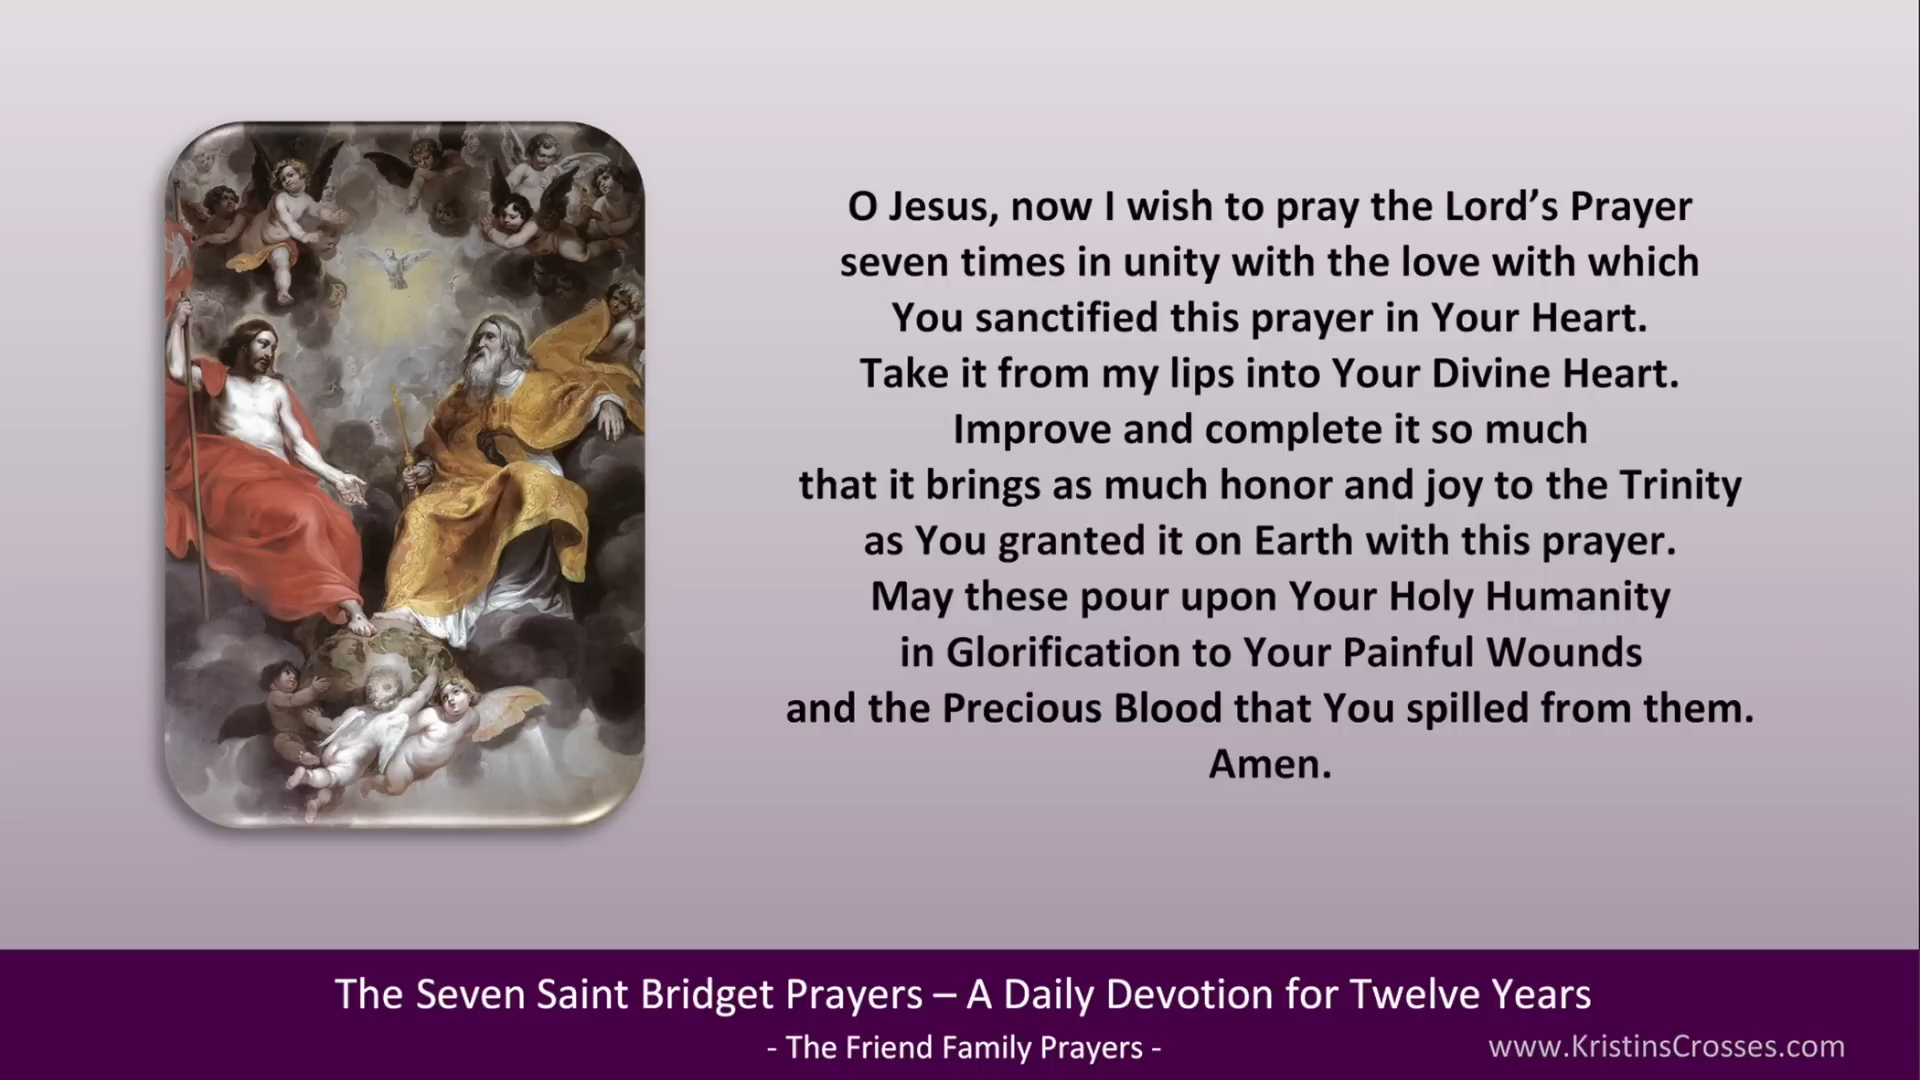 O Jesus, now I wish to pray the Lord’s Prayer
seven times in unity with the love with which
You sanctified this prayer in Your Heart.
Take it from my lips into Your Divine Heart.
Improve and complete it so much
that it brings as much honor and joy to the Trinity
as You granted it on Earth with this prayer.
May these pour upon Your Holy Humanity
in Glorification to Your Painful Wounds
and the Precious Blood that You spilled from them.
Amen.
The Seven Saint Bridget Prayers – A Daily Devotion for Twelve Years
- The Friend Family Prayers -
www.KristinsCrosses.com